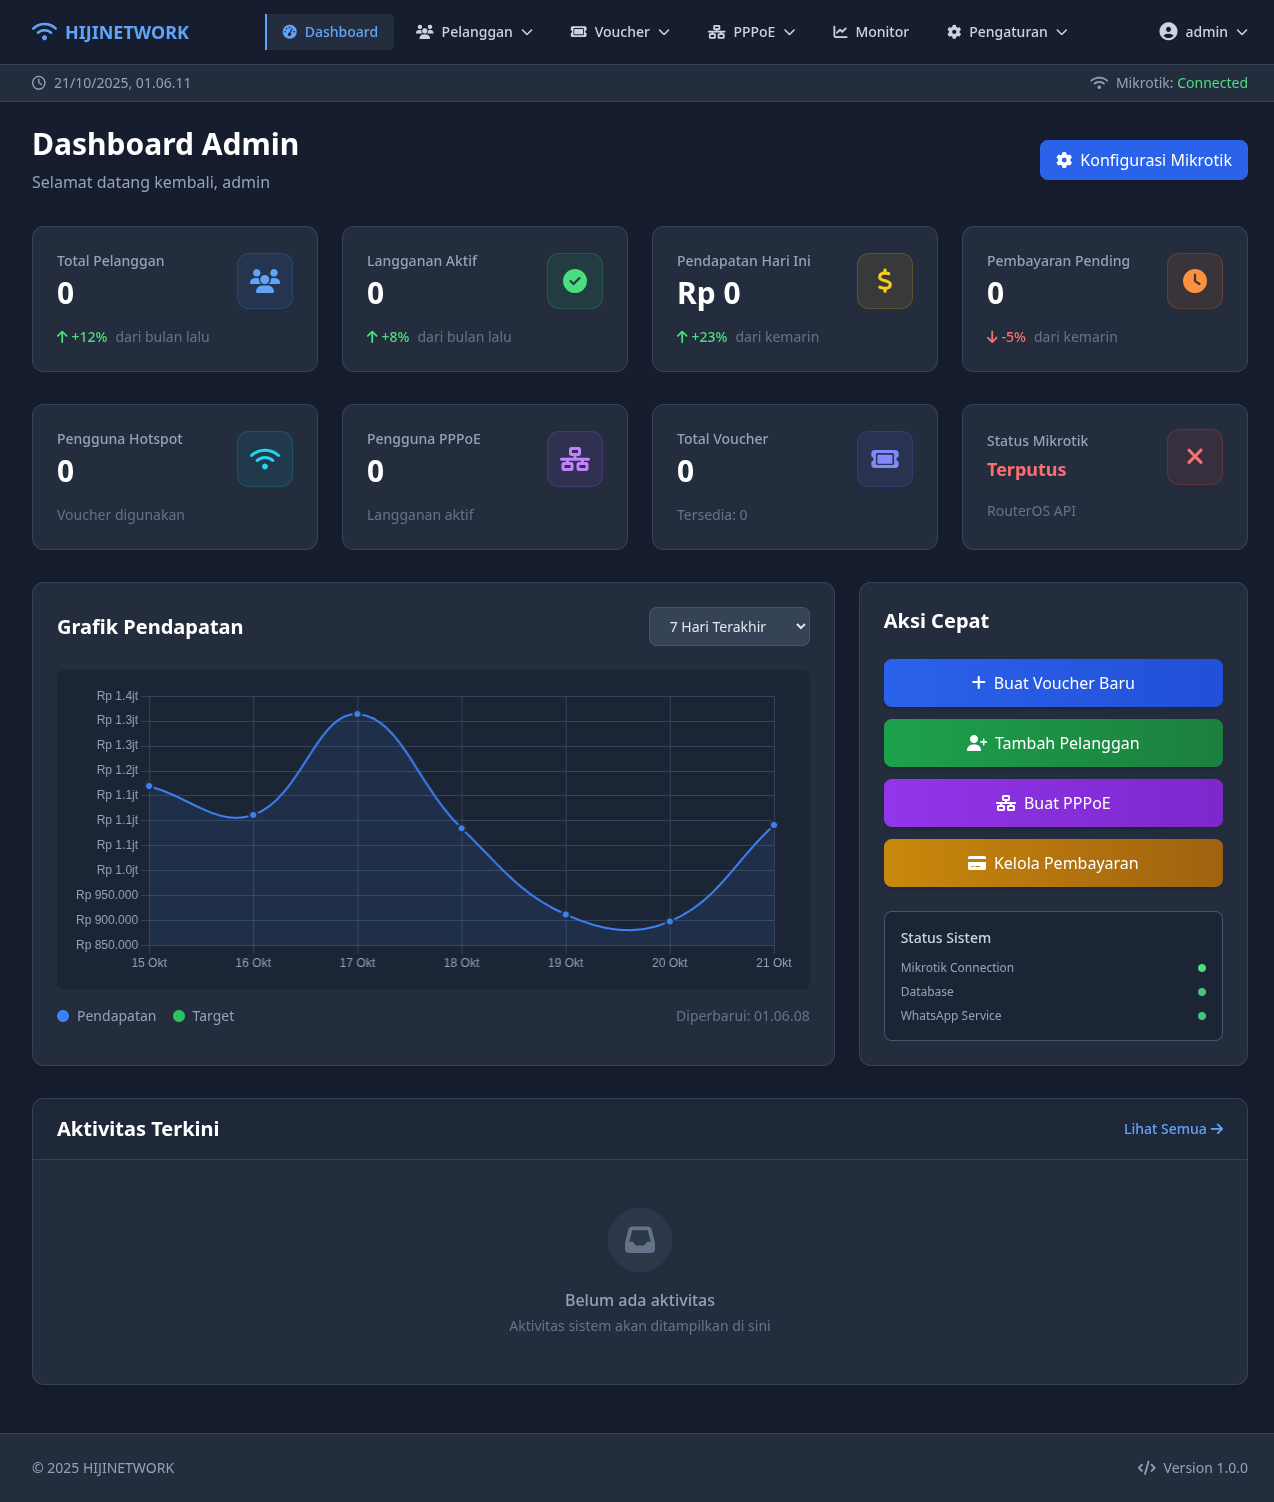 HIJINETWORK
Dashboard
Pelanggan
Voucher
PPPoE
Monitor
Pengaturan
admin
21/10/2025, 01.06.11
Mikrotik: Connected
Dashboard Admin
Selamat datang kembali, admin
Konfigurasi Mikrotik
Total Pelanggan
0
+12% dari bulan lalu
Langganan Aktif
0
+8% dari bulan lalu
Pendapatan Hari Ini
Rp 0
+23% dari kemarin
Pembayaran Pending
0
-5% dari kemarin
Pengguna Hotspot
0
Voucher digunakan
Pengguna PPPoE
0
Langganan aktif
Total Voucher
0
Tersedia: 0
Status Mikrotik
Terputus
RouterOS API
Grafik Pendapatan
7 Hari Terakhir
Rp 1.4jt
Rp 1.3jt
Rp 1.3jt
Rp 1.2jt
Rp 1.1jt
Rp 1.1jt
Rp 1.1jt
Rp 1.0jt
Rp 950.000
Rp 900.000
Rp 850.000
15 Okt
16 Okt
17 Okt
18 Okt
19 Okt
20 Okt
21 Okt
Pendapatan
Target
Diperbarui: 01.06.08
Aksi Cepat
Buat Voucher Baru
Tambah Pelanggan
Buat PPPoE
Kelola Pembayaran
Status Sistem
Mikrotik Connection
Database
WhatsApp Service
Aktivitas Terkini
Lihat Semua
Belum ada aktivitas
Aktivitas sistem akan ditampilkan di sini
© 2025 HIJINETWORK
Version 1.0.0